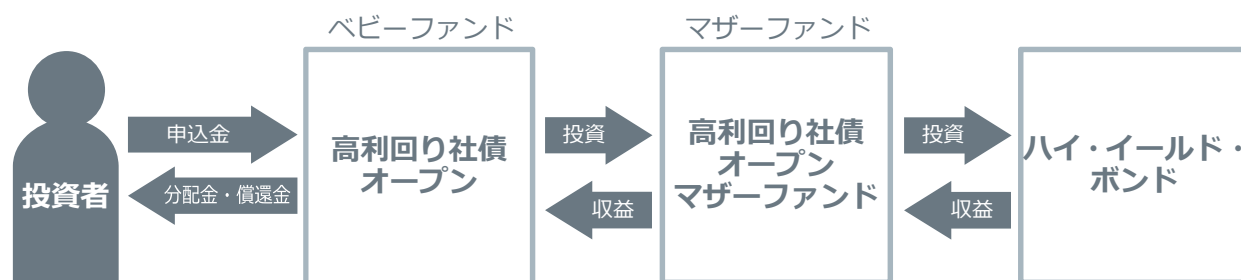 ベビーファンド
マザーファンド
投資者
申込金
分配金・償還金
高利回り社債
オープン
投資
収益
高利回り社債
オープン
マザーファンド
投資
収益
ハイ・イールド・
ボンド